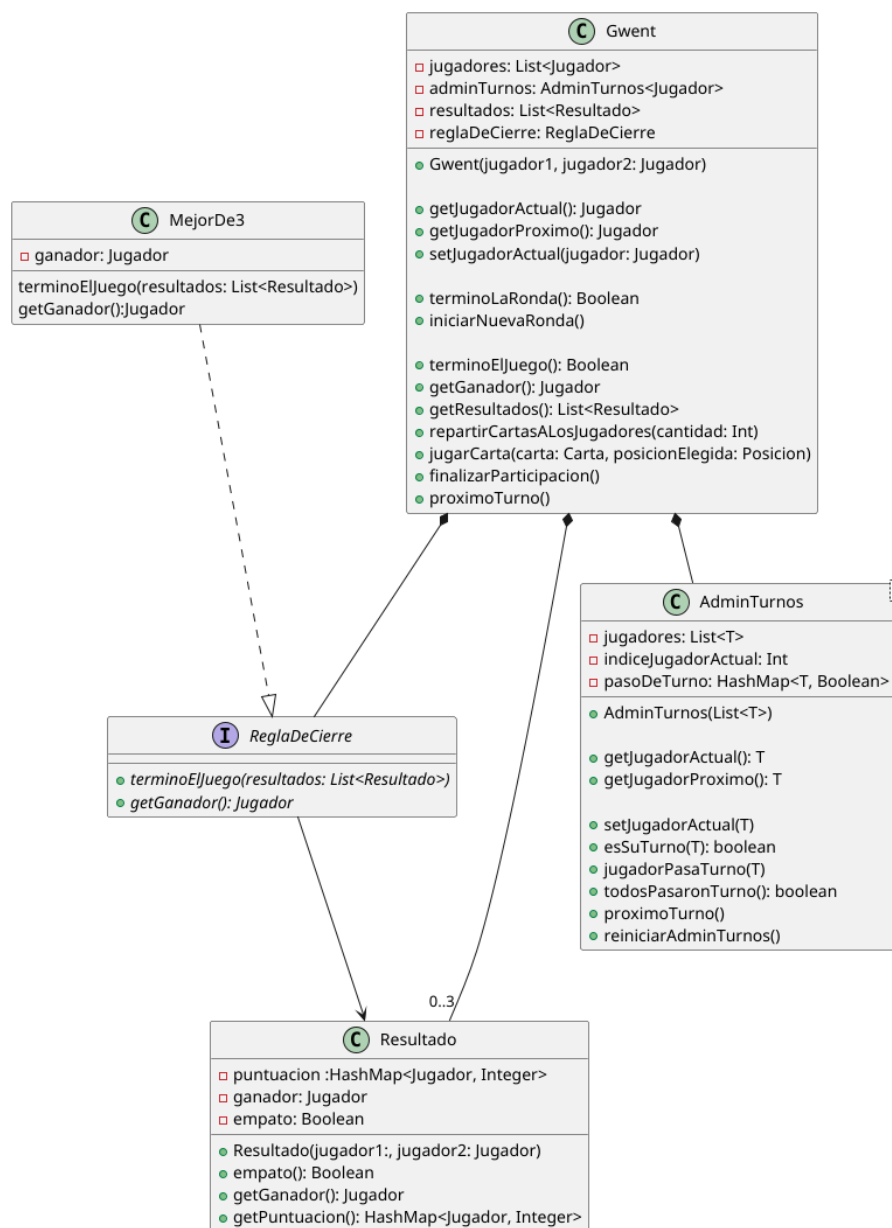 C Gwent
jugadores: List<Jugador>
adminTurnos: AdminTurnos<Jugador>
resultados: List<Resultado>
reglaDeCierre: ReglaDeCierre
Gwent(jugador1, jugador2: Jugador)
getJugadorActual(): Jugador
getJugadorProximo(): Jugador
setJugadorActual(jugador: Jugador)
terminoLaRonda(): Boolean
iniciarNuevaRonda()
terminoElJuego(): Boolean
getGanador(): Jugador
getResultados(): List<Resultado>
repartirCartasALosJugadores(cantidad: Int)
jugarCarta(carta: Carta, posicionElegida: Posicion)
finalizarParticipacion()
proximoTurno()
C MejorDe3
ganador: Jugador
terminoElJuego(resultados: List<Resultado>)
getGanador():Jugador
C AdminTurnos
jugadores: List<T>
indiceJugadorActual: Int
pasoDeTurno: HashMap<T, Boolean>
AdminTurnos(List<T>)
getJugadorActual(): T
getJugadorProximo(): T
setJugadorActual(T)
esSuTurno(T): boolean
jugadorPasaTurno(T)
todosPasaronTurno(): boolean
proximoTurno()
reiniciarAdminTurnos()
I ReglaDeCierre
terminoElJuego(resultados: List<Resultado>)
getGanador(): Jugador
0..3
C Resultado
puntuacion :HashMap<Jugador, Integer>
ganador: Jugador
empato: Boolean
Resultado(jugador1:, jugador2: Jugador)
empato(): Boolean
getGanador(): Jugador
getPuntuacion(): HashMap<Jugador, Integer>